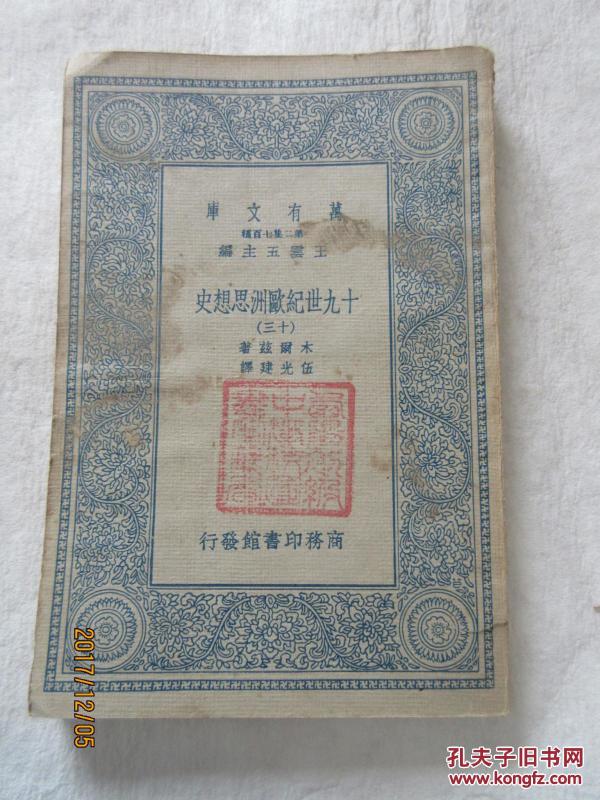 萬有文庫
第二集七百種
王雲五主編
十九世紀歐洲思想史
(十三)
木爾茲著
伍光建譯
商務印書館發行
2017/12/05
孔夫子旧书网
www.kongfz.com